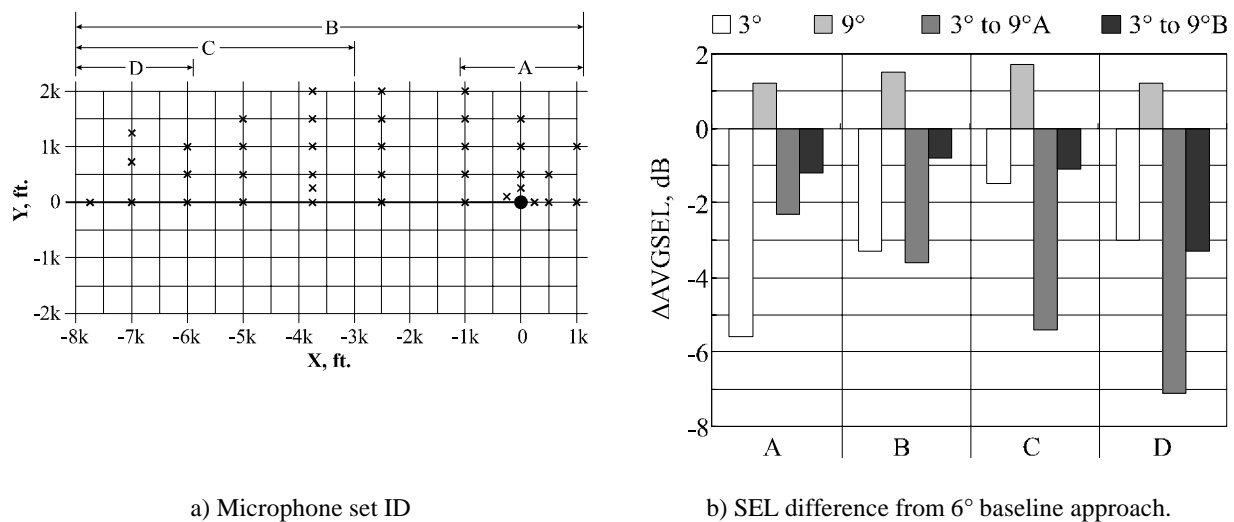 B
C
D
A
2k
1k
0
-1k
-2k
Y, ft.
-8k -7k -6k -5k -4k -3k -2k -1k 0 1k
X, ft.
a) Microphone set ID
3° 9° 3° to 9°A 3° to 9°B
2
0
-2
-4
-6
-8
ΔAVGSEL, dB
A B C D
b) SEL difference from 6° baseline approach.